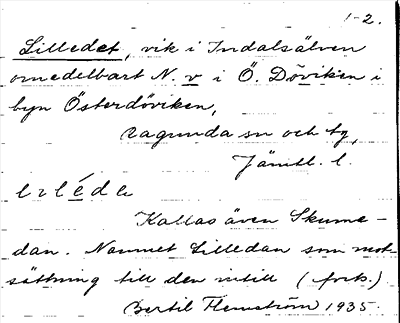 1-2.
Lilledet, vik i Indalsälven
omedelbart N. v i Ö. Döviken i
byn Österdöviken,
Ragunda sn och tg,
Jämtl. l.
Kallas även Skume-
dan. Namnet Lilledan som mot-
sättning till den intill (forts.)
Bertil Flemström 1935.